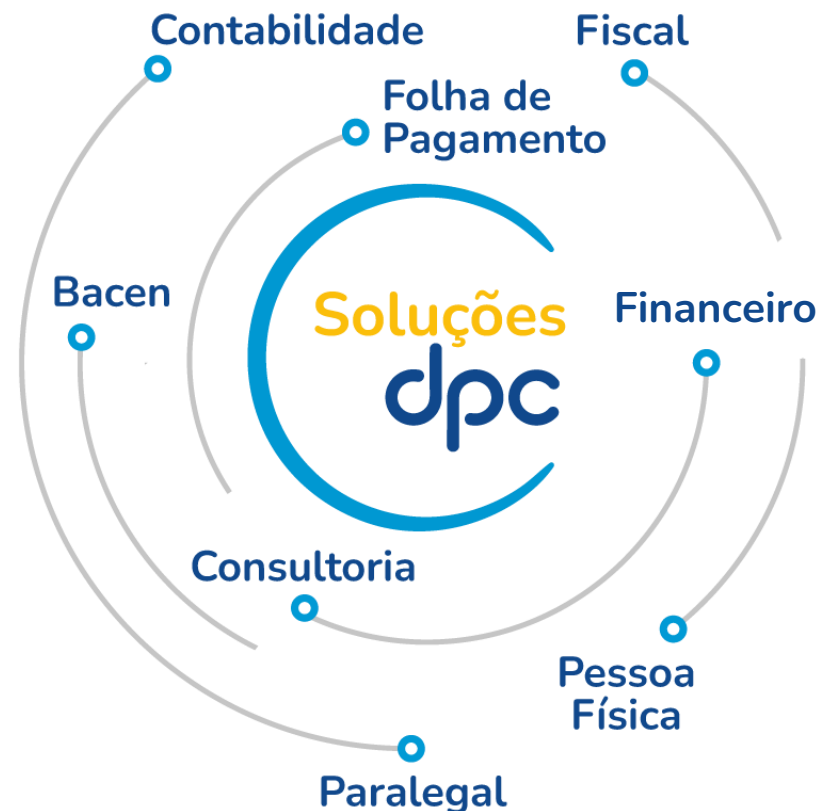 Contabilidade
Fiscal
Folha de
Pagamento
Bacen
Soluções
dpc
Financeiro
Consultoria
Pessoa
Física
Paralegal